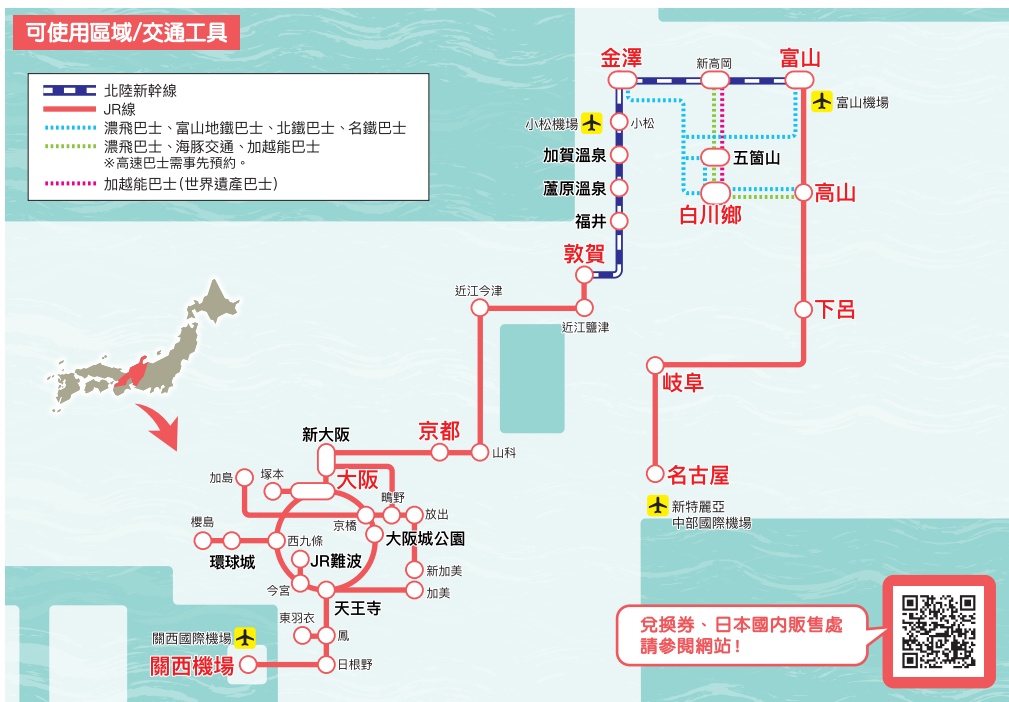 可使用區域/交通工具
北陸新幹線
JR線
濃飛巴士、富山地鐵巴士、北鐵巴士、名鐵巴士
濃飛巴士、海豚交通、加越能巴士
※高速巴士需事先預約。
加越能巴士(世界遺產巴士)
金澤
新高岡
富山
富山機場
小松機場
小松
加賀溫泉
五箇山
蘆原溫泉
白川鄉
高山
福井
敦賀
近江今津
近江鹽津
下呂
岐阜
新大阪
京都
山科
加島
塚本
大阪
名古屋
鴫野
新特麗亞
中部國際機場
櫻島
京橋
放出
西九條
大阪城公園
環球城
JR難波
新加美
今宮
加美
天王寺
東羽衣
鳳
關西國際機場
關西機場
日根野
兌換券、日本國内販售處
請參閱網站!